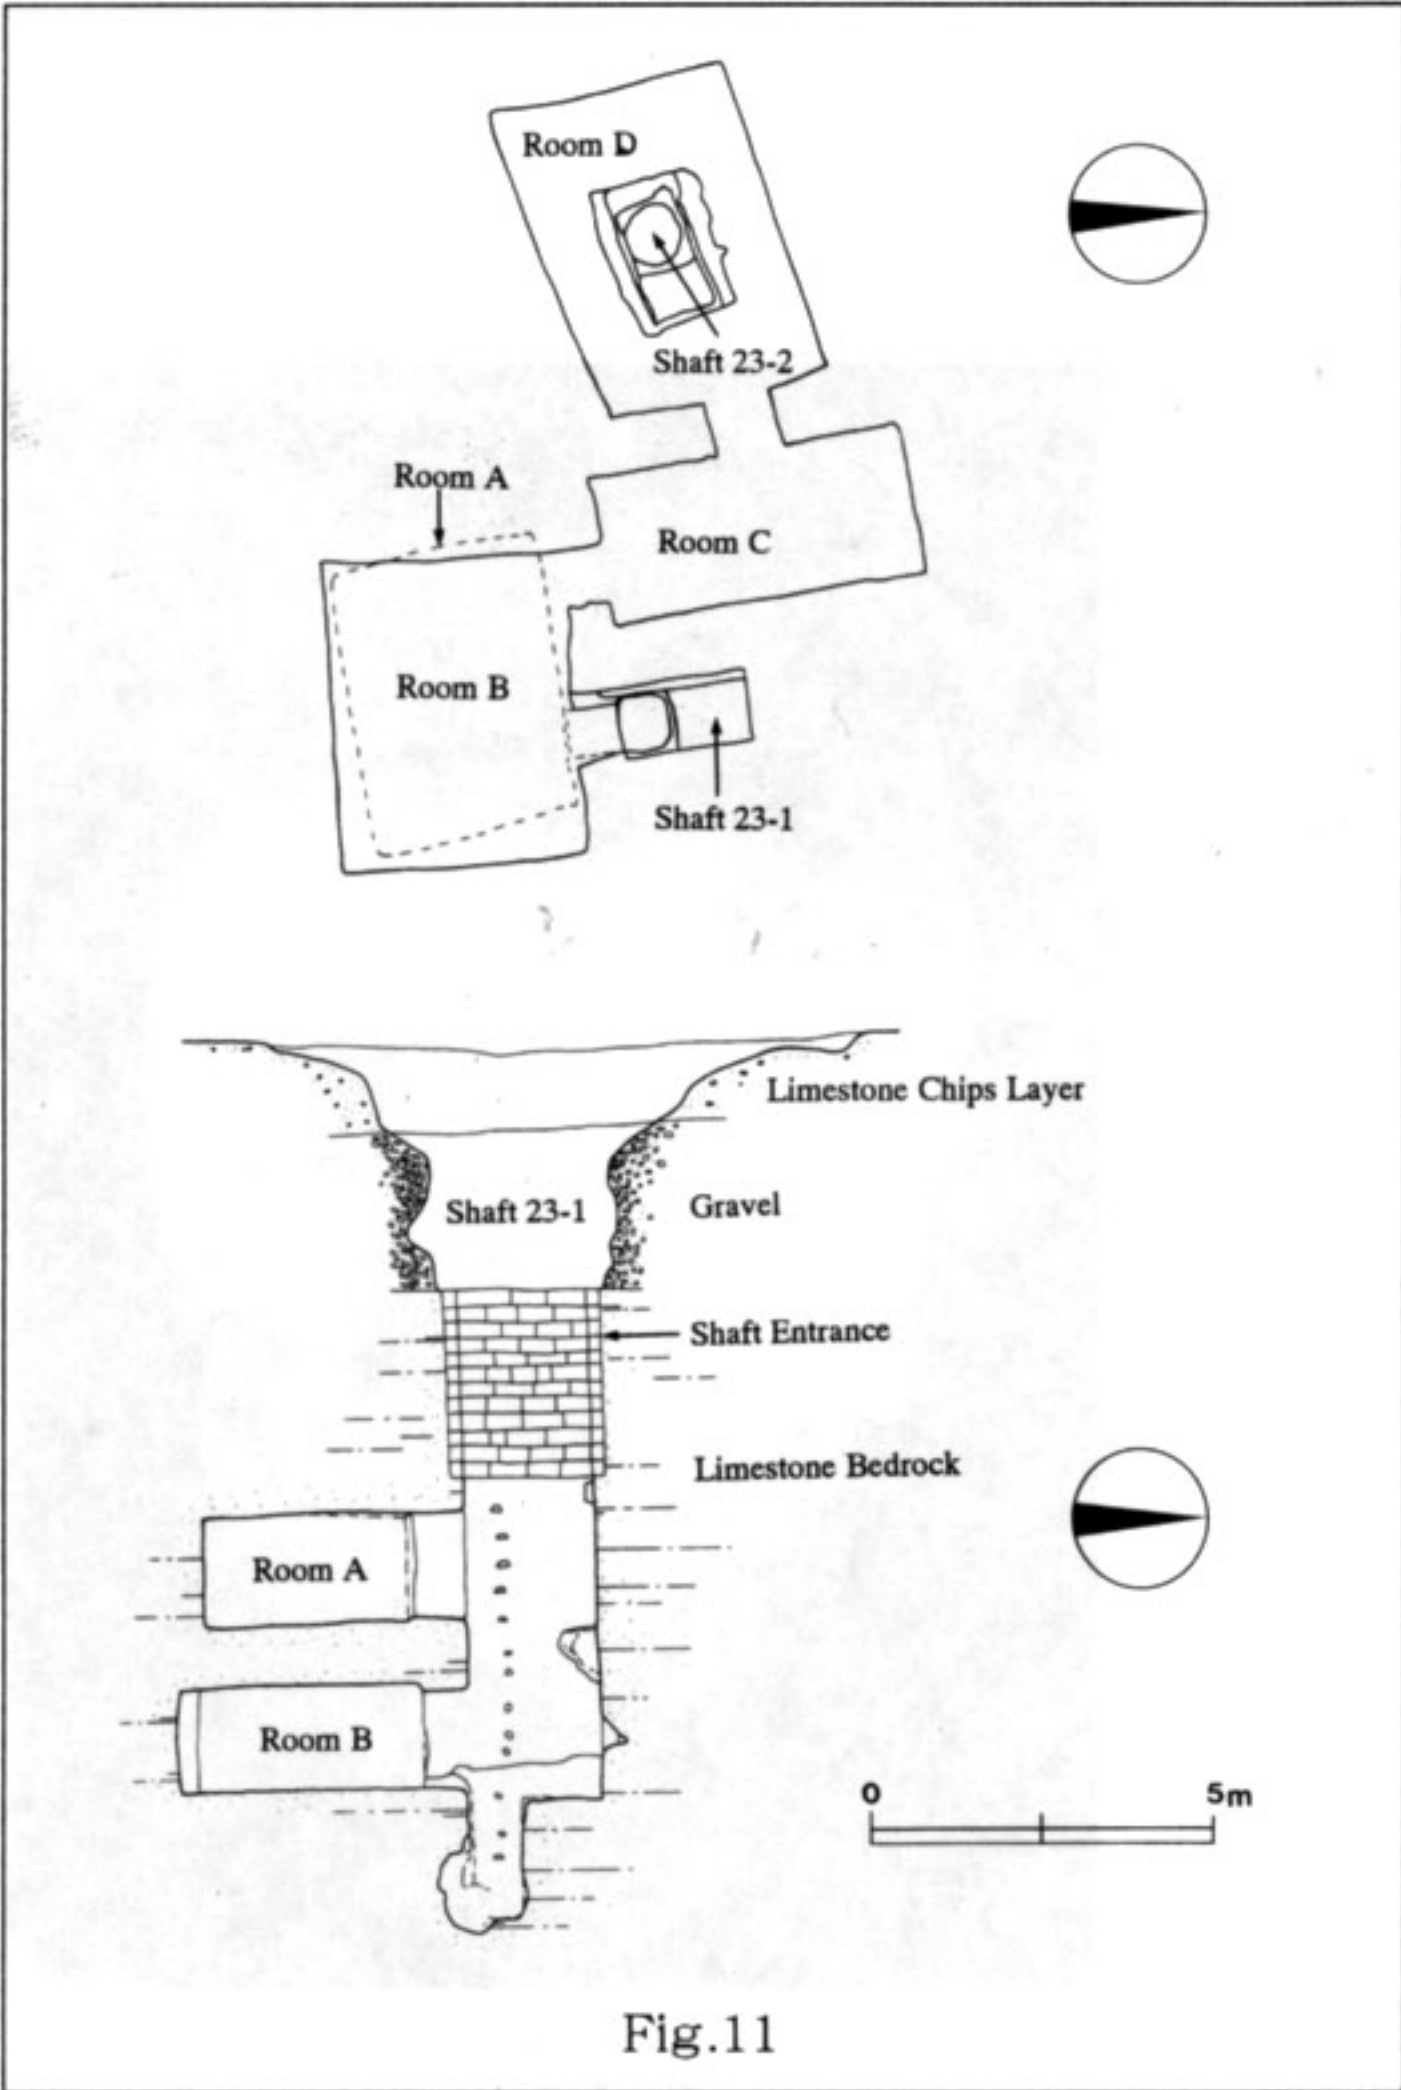 Room D
Shaft 23-2
Room A
Room C
Room B
Shaft 23-1
Limestone Chips Layer
Shaft 23-1
Gravel
Shaft Entrance
Limestone Bedrock
Room A
Room B
0 5m
Fig.11